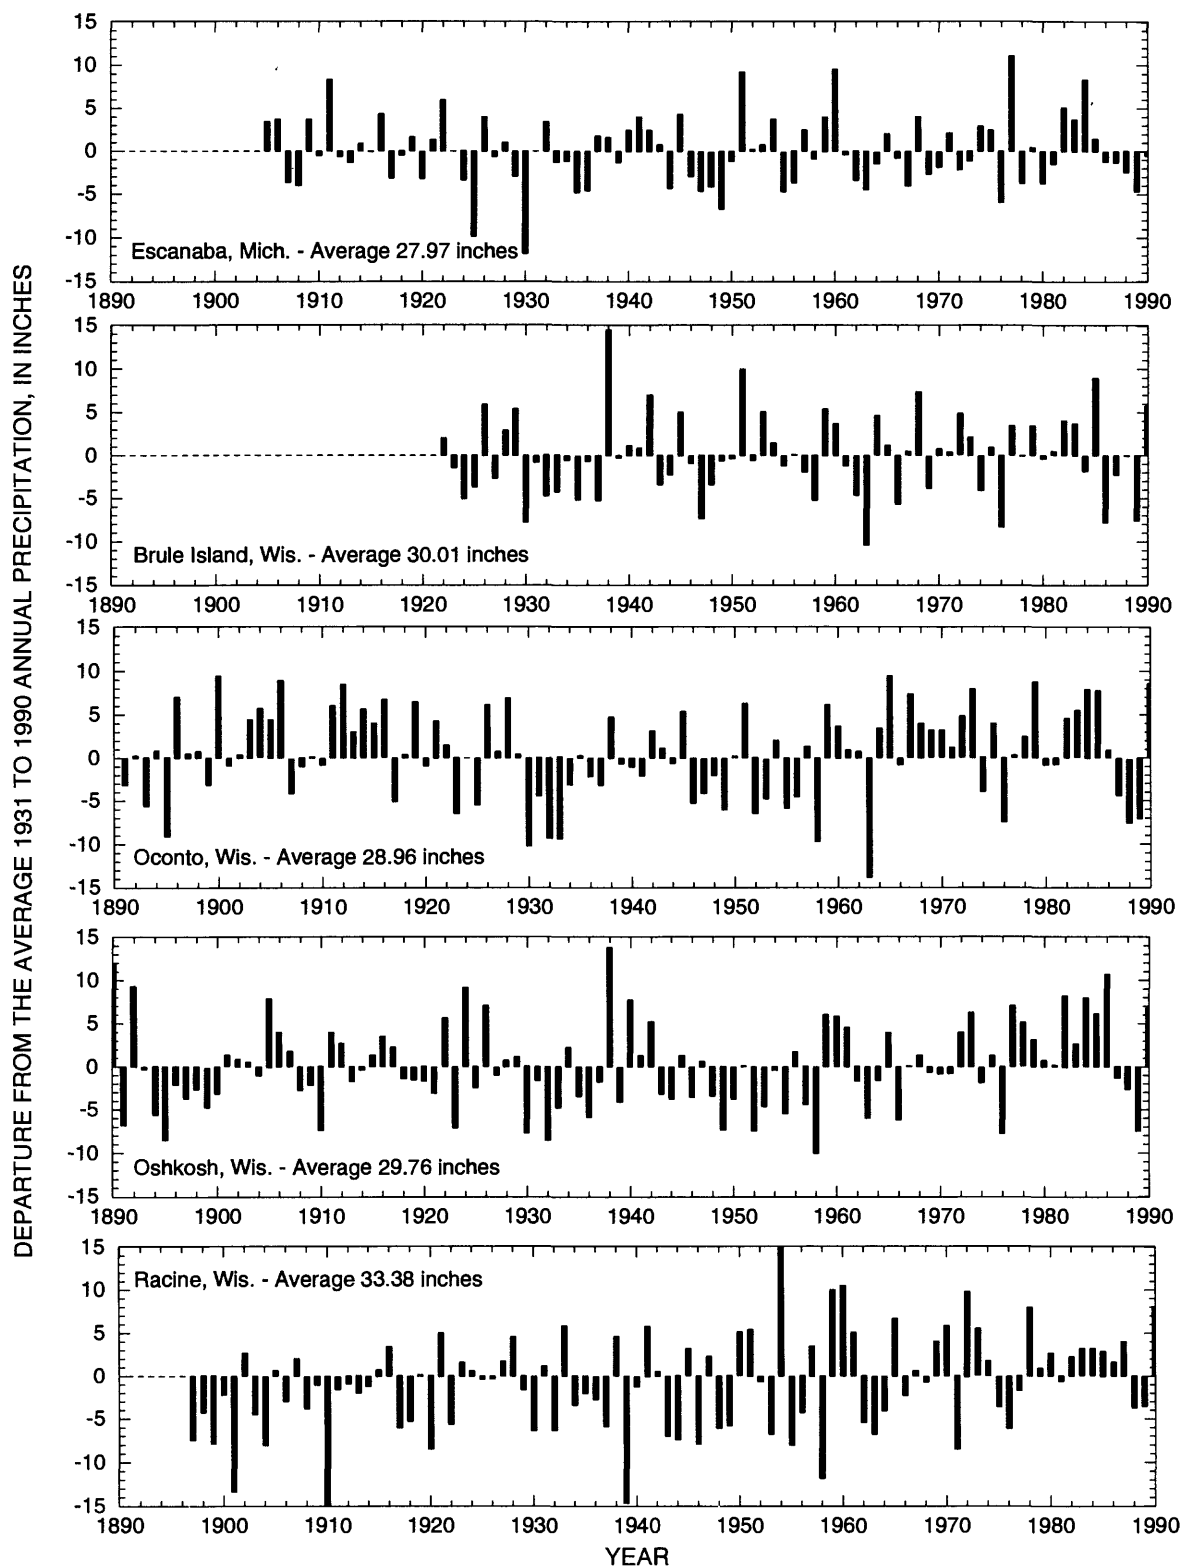 DEPARTURE FROM THE AVERAGE 1931 TO 1990 ANNUAL PRECIPITATION, IN INCHES
15
10
5
0
-5
-10
-15
Escanaba, Mich. - Average 27.97 inches
1890 1900 1910 1920 1930 1940 1950 1960 1970 1980 1990
15
10
5
0
-5
-10
-15
Brule Island, Wis. - Average 30.01 inches
1890 1900 1910 1920 1930 1940 1950 1960 1970 1980 1990
15
10
5
0
-5
-10
-15
Oconto, Wis. - Average 28.96 inches
1890 1900 1910 1920 1930 1940 1950 1960 1970 1980 1990
15
10
5
0
-5
-10
-15
Oshkosh, Wis. - Average 29.76 inches
1890 1900 1910 1920 1930 1940 1950 1960 1970 1980 1990
15
Racine, Wis. - Average 33.38 inches
10
5
0
-5
-10
-15
1890 1900 1910 1920 1930 1940 1950 1960 1970 1980 1990
YEAR